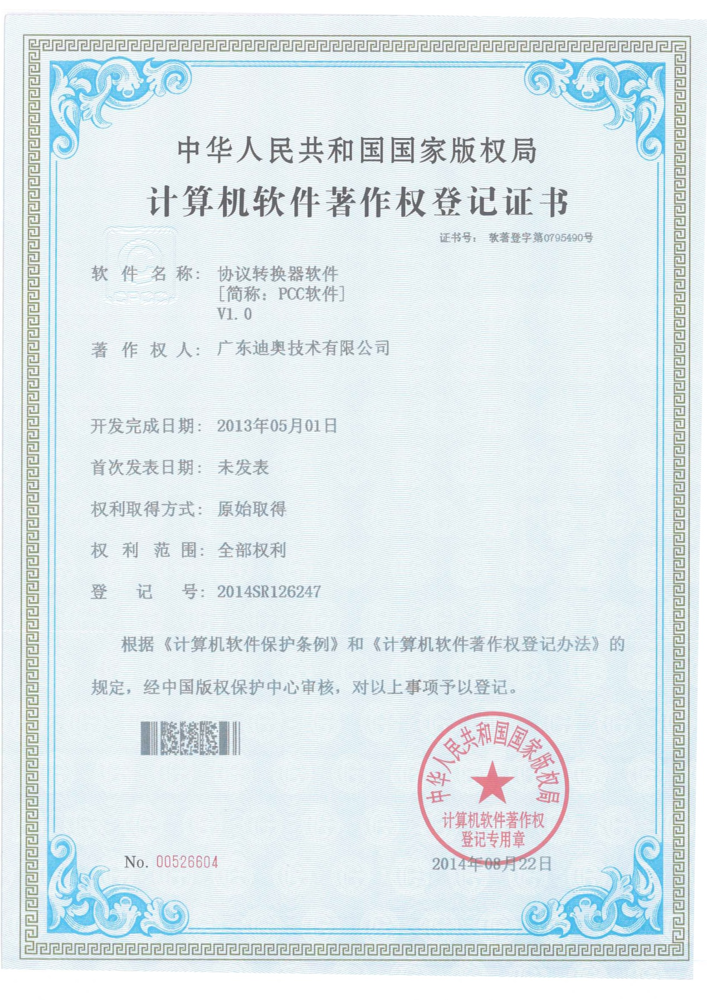 中华人民共和国国家版权局
计算机软件著作权登记证书
证书号： 软著登字第0795490号
软件名称： 协议转换器软件
[简称：PCC软件]
V1.0
著作权人： 广东迪奥技术有限公司
开发完成日期： 2013年05月01日
首次发表日期： 未发表
权利取得方式： 原始取得
权利范围： 全部权利
登记号： 2014SR126247
根据《计算机软件保护条例》和《计算机软件著作权登记办法》的
规定，经中国版权保护中心审核，对以上事项予以登记。
中华人民共和国国家版权局
计算机软件著作权
登记专用章
No. 00526604
2014年08月22日